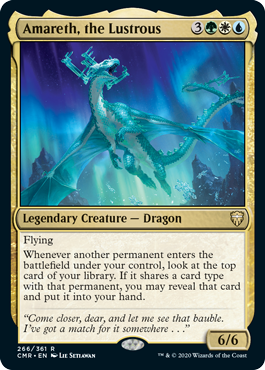 Amareth, the Lustrous 3
Legendary Creature — Dragon
Flying
Whenever another permanent enters the
battlefield under your control, look at the top
card of your library. If it shares a card type
with that permanent, you may reveal that card
and put it into your hand.
“Come closer, dear, and let me see that bauble.
I’ve got a match for it somewhere . . .”
6/6
266/361 R
CMR • EN Lie Setiawan
™ & © 2020 Wizards of the Coast